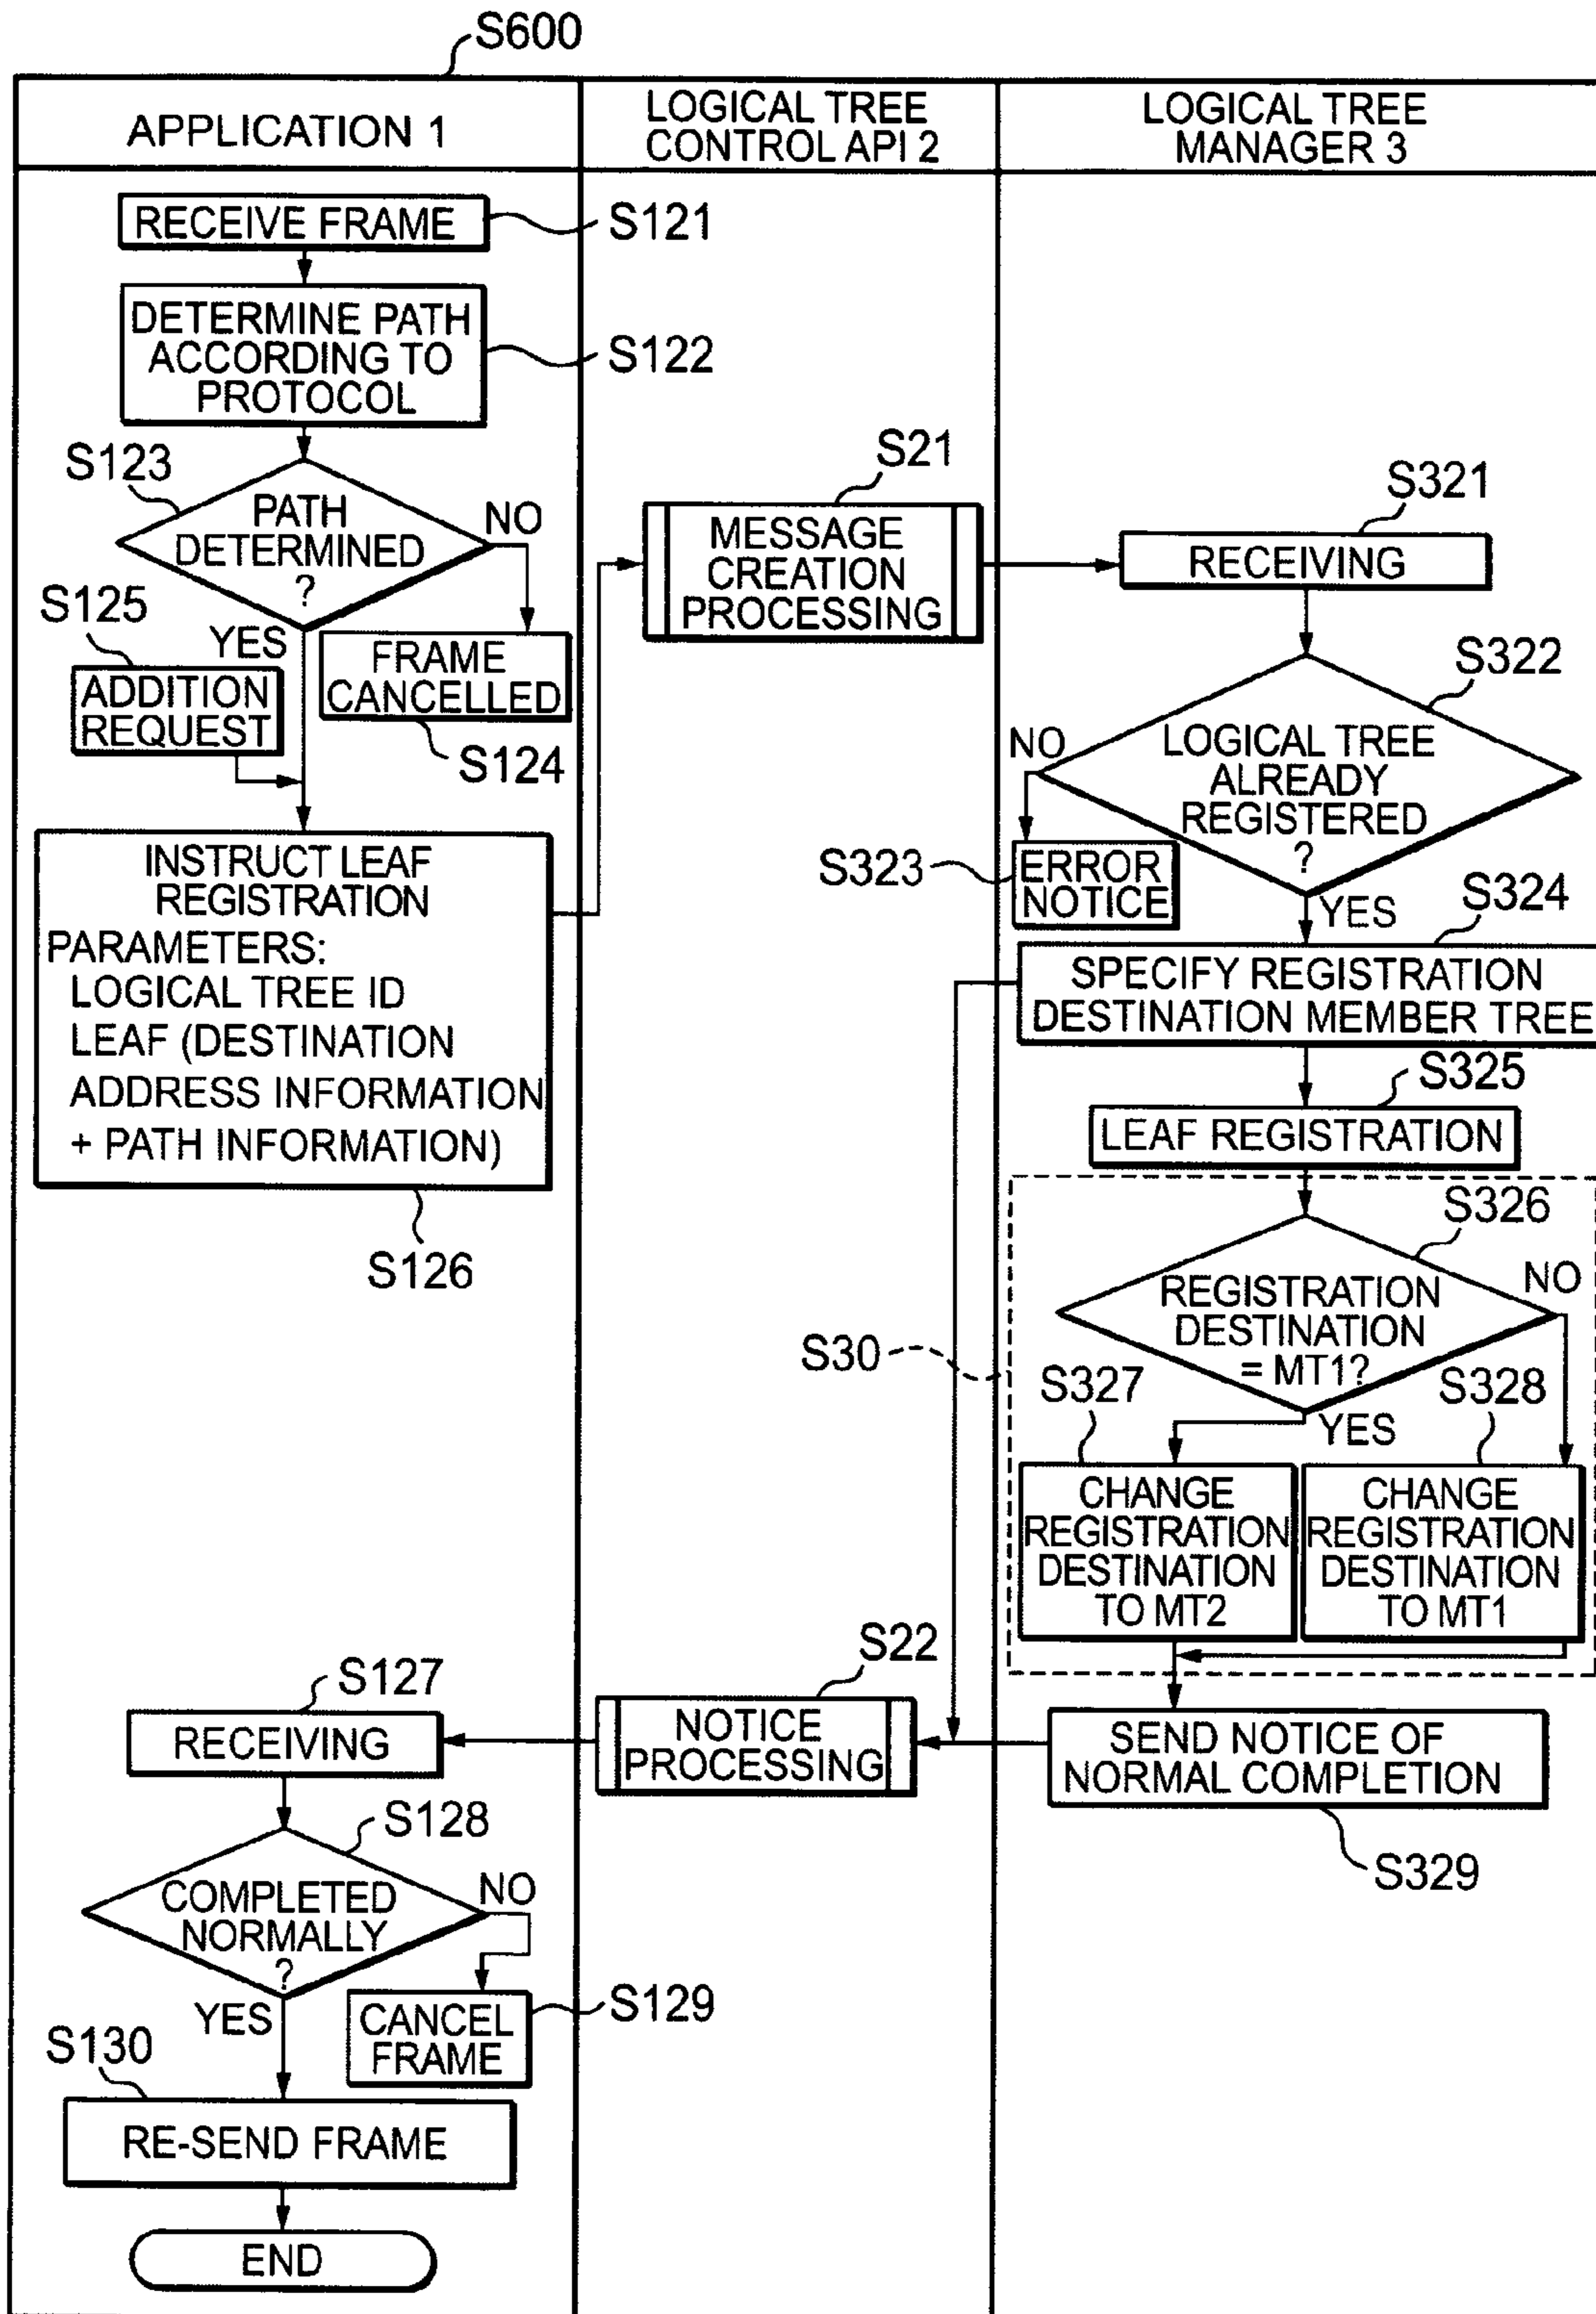 S600
APPLICATION 1
LOGICAL TREE
CONTROL API 2
LOGICAL TREE
MANAGER 3
RECEIVE FRAME
S121
DETERMINE PATH
ACCORDING TO
PROTOCOL
S122
S123
PATH
DETERMINED
?
NO
YES
S125
ADDITION
REQUEST
FRAME
CANCELLED
S124
INSTRUCT LEAF
REGISTRATION
PARAMETERS:
LOGICAL TREE ID
LEAF (DESTINATION
ADDRESS INFORMATION
+ PATH INFORMATION)
S126
S21
MESSAGE
CREATION
PROCESSING
S321
RECEIVING
S322
LOGICAL TREE
ALREADY
REGISTERED
?
NO
S323
ERROR
NOTICE
YES
S324
SPECIFY REGISTRATION
DESTINATION MEMBER TREE
S325
LEAF REGISTRATION
S326
REGISTRATION
DESTINATION
= MT1?
NO
S30
S327
YES
S328
CHANGE
REGISTRATION
DESTINATION
TO MT2
CHANGE
REGISTRATION
DESTINATION
TO MT1
S22
NOTICE
PROCESSING
SEND NOTICE OF
NORMAL COMPLETION
S329
S127
RECEIVING
S128
COMPLETED
NORMALLY
?
NO
YES
CANCEL
FRAME
S129
S130
RE-SEND FRAME
END